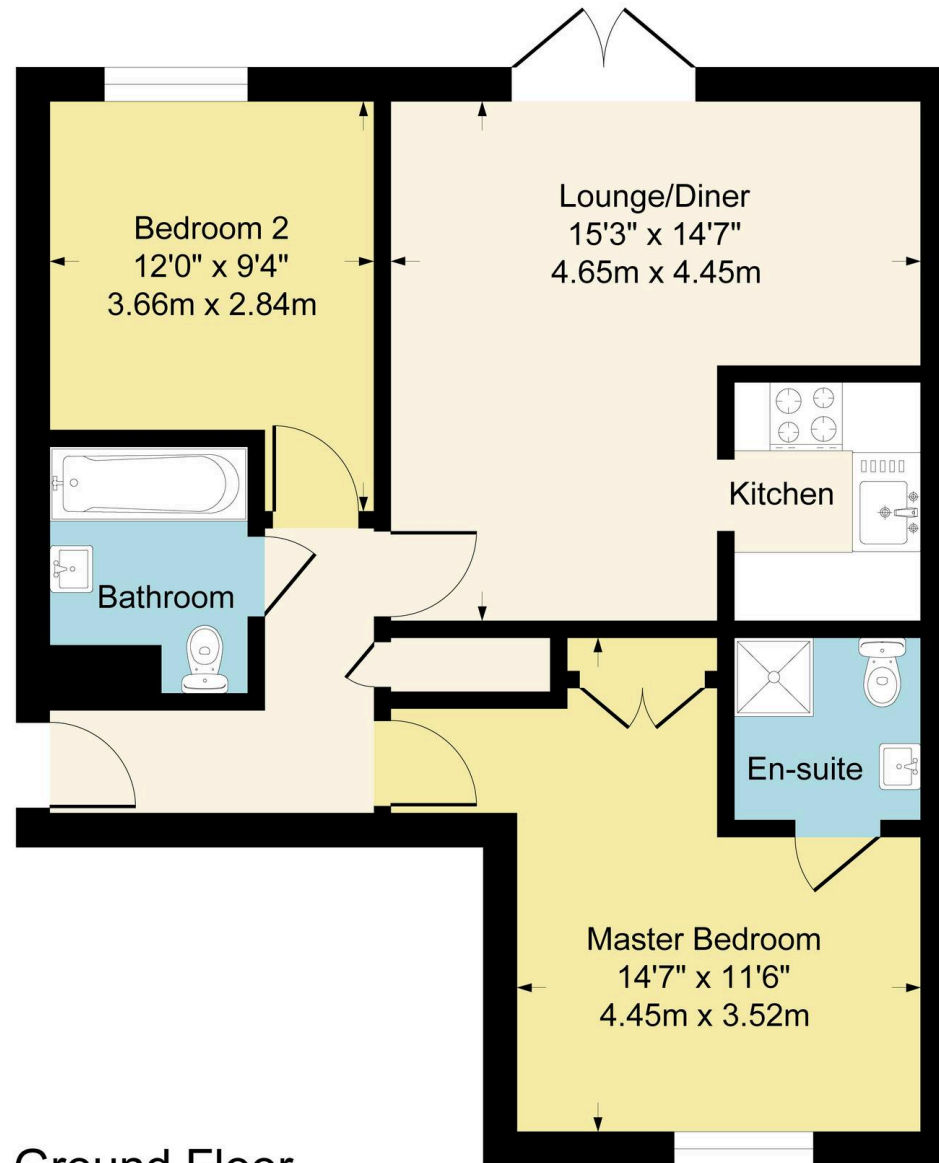 Bedroom 2
12'0" x 9'4"
3.66m x 2.84m
Lounge/Diner
15'3" x 14'7"
4.65m x 4.45m
Kitchen
Bathroom
En-suite
Master Bedroom
14'7" x 11'6"
4.45m x 3.52m
Ground Floor